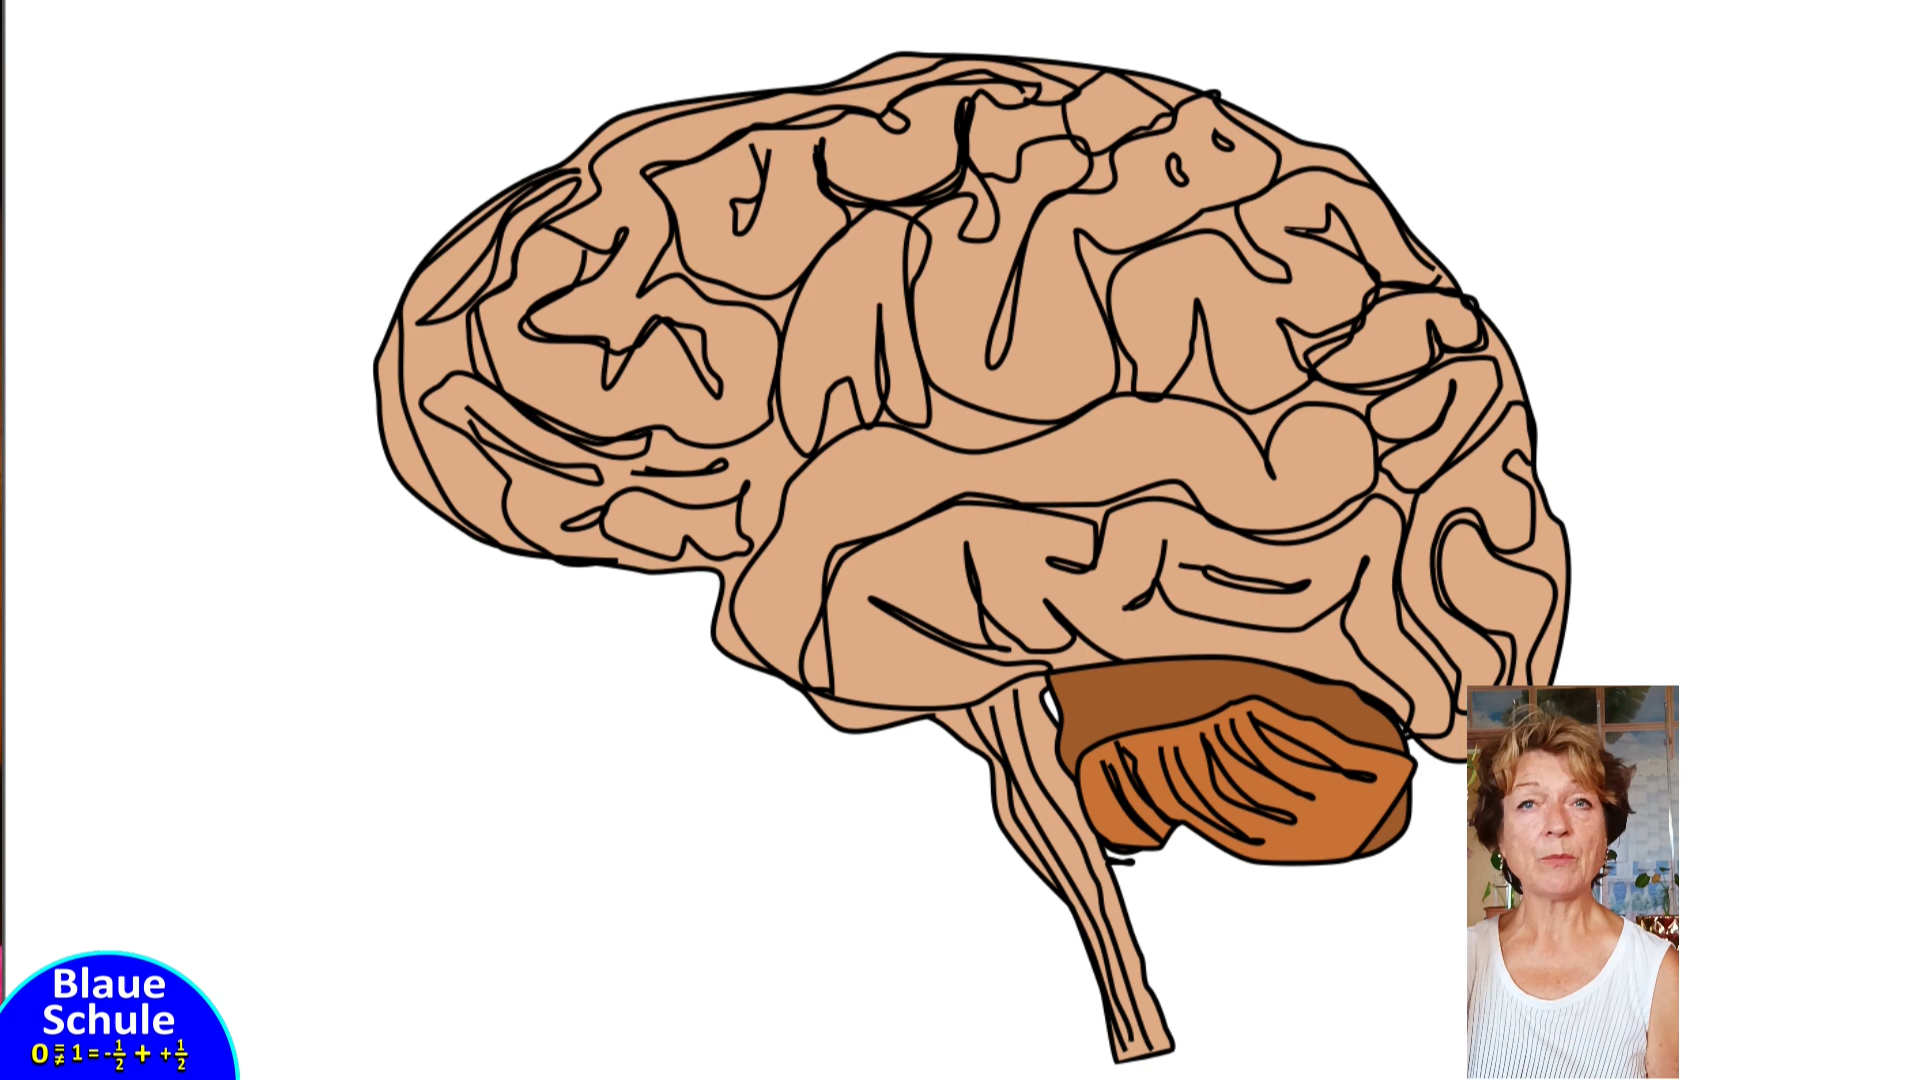 Blaue
Schule
0 ≡≠ 1 = -½ + +½